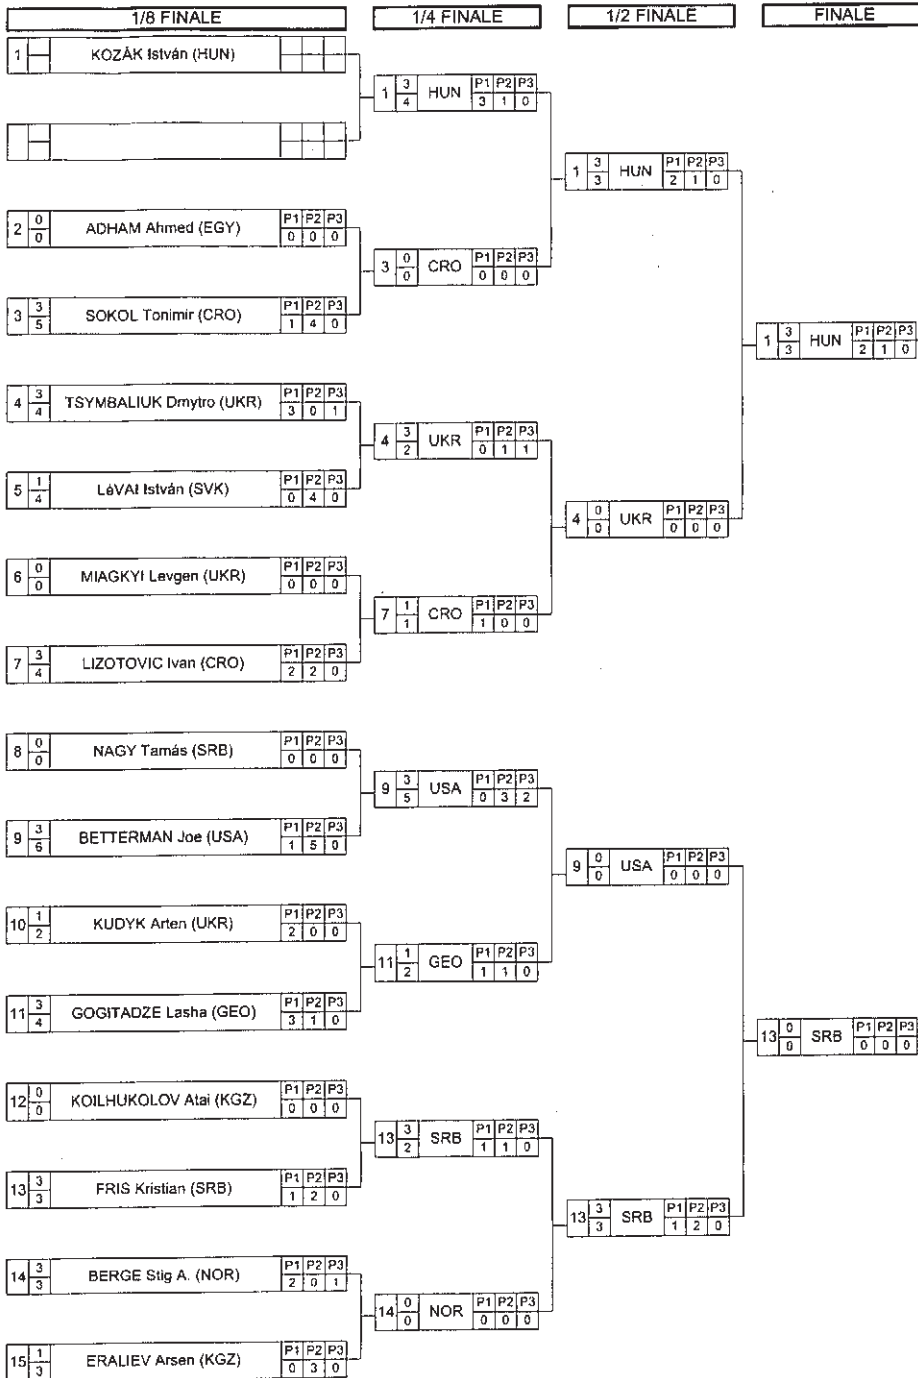 1/8 FINALE 1/4 FINALE 1/2 FINALE FINALE
1 KOZÁK István (HUN)
1 3 4 HUN P1 P2 P3 3 1 0
1 3 3 HUN P1 P2 P3 2 1 0
2 0 0 ADHAM Ahmed (EGY) P1 P2 P3 0 0 0
3 0 0 CRO P1 P2 P3 0 0 0
3 3 5 SOKOL Tonimir (CRO) P1 P2 P3 1 4 0
1 3 3 HUN P1 P2 P3 2 1 0
4 3 4 TSYMBALIUK Dmytro (UKR) P1 P2 P3 3 0 1
4 3 2 UKR P1 P2 P3 0 1 1
5 1 4 LéVAI István (SVK) P1 P2 P3 0 4 0
4 0 0 UKR P1 P2 P3 0 0 0
6 0 0 MIAGKYI Levgen (UKR) P1 P2 P3 0 0 0
7 1 1 CRO P1 P2 P3 1 0 0
7 3 4 LIZOTOVIC Ivan (CRO) P1 P2 P3 2 2 0
8 0 0 NAGY Tamás (SRB) P1 P2 P3 0 0 0
9 3 5 USA P1 P2 P3 0 3 2
9 3 6 BETTERMAN Joe (USA) P1 P2 P3 1 5 0
9 0 0 USA P1 P2 P3 0 0 0
10 1 2 KUDYK Arten (UKR) P1 P2 P3 2 0 0
11 1 2 GEO P1 P2 P3 1 1 0
11 3 4 GOGITADZE Lasha (GEO) P1 P2 P3 3 1 0
13 0 0 SRB P1 P2 P3 0 0 0
12 0 0 KOILHUKOLOV Atai (KGZ) P1 P2 P3 0 0 0
13 3 2 SRB P1 P2 P3 1 1 0
13 3 3 FRIS Kristian (SRB) P1 P2 P3 1 2 0
13 3 3 SRB P1 P2 P3 1 2 0
14 3 3 BERGE Stig A. (NOR) P1 P2 P3 2 0 1
14 0 0 NOR P1 P2 P3 0 0 0
15 1 3 ERALIEV Arsen (KGZ) P1 P2 P3 0 3 0